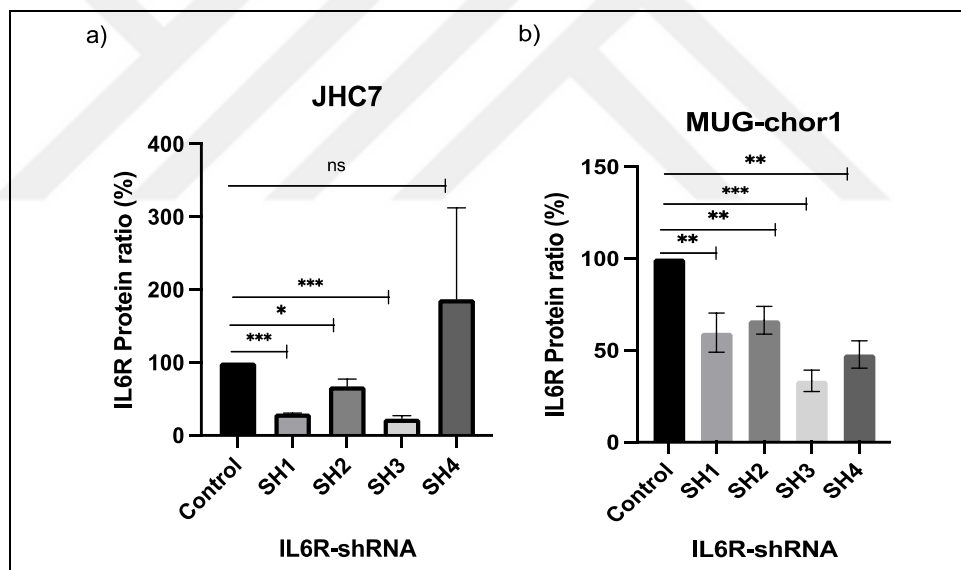 a)
JHC7
IL6R Protein ratio (%)
400
300
200
100
0
ns
***
*
***
Control
SH1
SH2
SH3
SH4
IL6R-shRNA
b)
MUG-chor1
IL6R Protein ratio (%)
150
100
50
0
**
***
**
**
Control
SH1
SH2
SH3
SH4
IL6R-shRNA